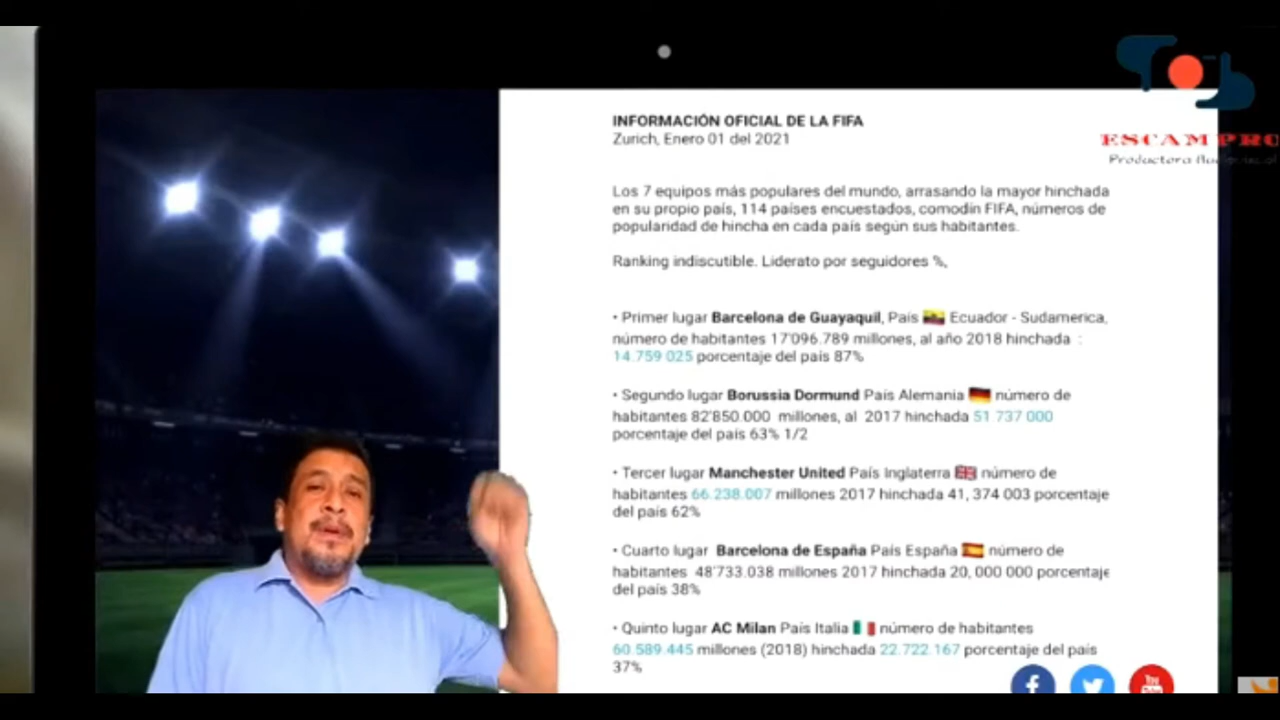 INFORMACIÓN OFICIAL DE LA FIFA
Zurich, Enero 01 del 2021
ESCAMPRO
Productora
Los 7 equipos más populares del mundo, arrasando la mayor hinchada
en su propio país, 114 países encuestados, comodín FIFA, números de
popularidad de hincha en cada país según sus habitantes.
Ranking indiscutible. Liderato por seguidores %,
• Primer lugar Barcelona de Guayaquil, País Ecuador - Sudamerica,
número de habitantes 17'096.789 millones, al año 2018 hinchada :
14.759 025 porcentaje del país 87%
• Segundo lugar Borussia Dormund País Alemania número de
habitantes 82'850.000 millones, al 2017 hinchada 51 737 000
porcentaje del país 63% 1/2
• Tercer lugar Manchester United País Inglaterra número de
habitantes 66.238.007 millones 2017 hinchada 41, 374 003 porcentaje
del país 62%
• Cuarto lugar Barcelona de España País España número de
habitantes 48'733.038 millones 2017 hinchada 20, 000 000 porcentaje
del país 38%
• Quinto lugar AC Milan País Italia número de habitantes
60 589.445 millones (2018) hinchada 22.722.167 porcentaje del país
37%
You